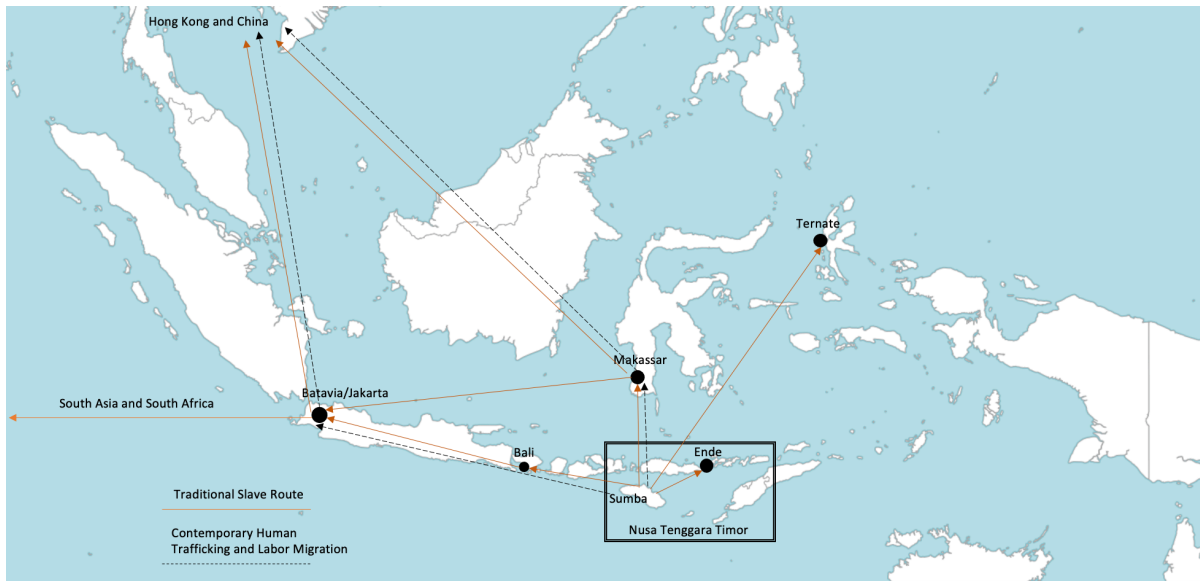 Hong Kong and China
Ternate
Makassar
Batavia/Jakarta
South Asia and South Africa
Bali
Ende
Sumba
Nusa Tenggara Timor
Traditional Slave Route
Contemporary Human
Trafficking and Labor Migration